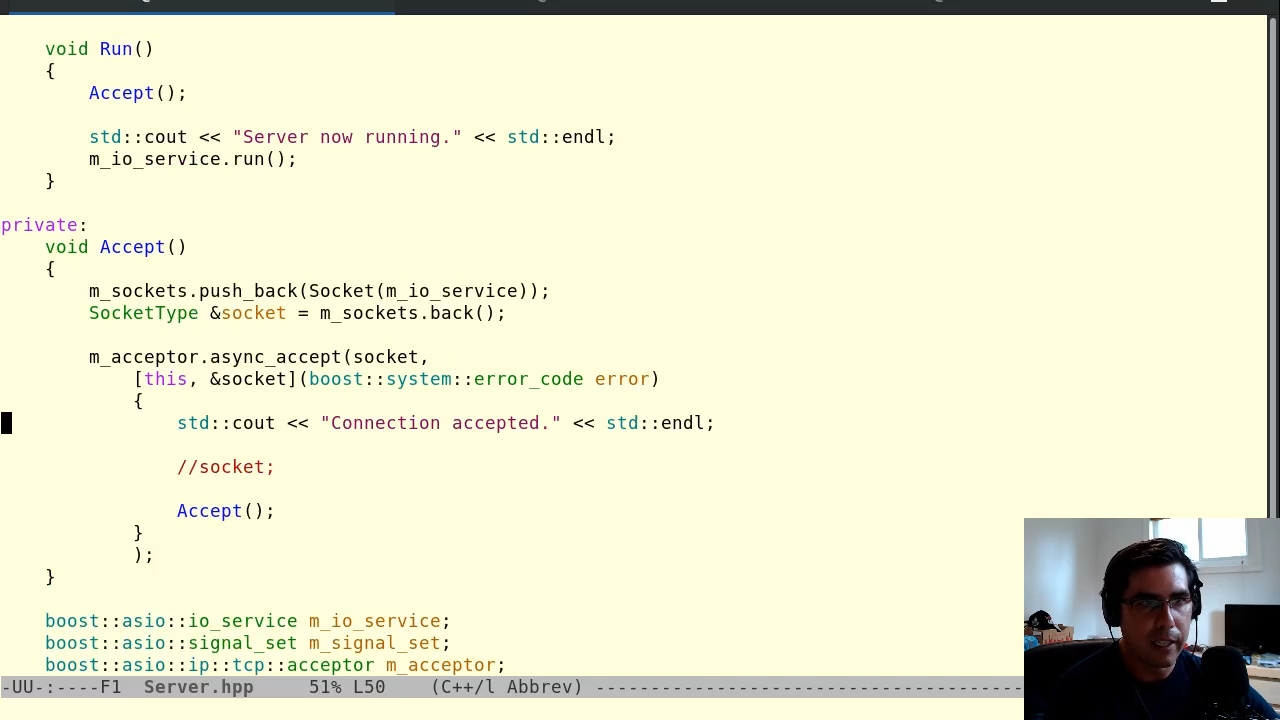 void Run()
{
Accept();
std::cout << "Server now running." << std::endl;
m_io_service.run();
}
private:
void Accept()
{
m_sockets.push_back(Socket(m_io_service));
SocketType &socket = m_sockets.back();
m_acceptor.async_accept(socket,
[this, &socket](boost::system::error_code error)
{
std::cout << "Connection accepted." << std::endl;
//socket;
Accept();
}
);
}
boost::asio::io_service m_io_service;
boost::asio::signal_set m_signal_set;
boost::asio::ip::tcp::acceptor m_acceptor;
-UU-:----F1  Server.hpp     51% L50    (C++/l Abbrev) ---------------------------------------